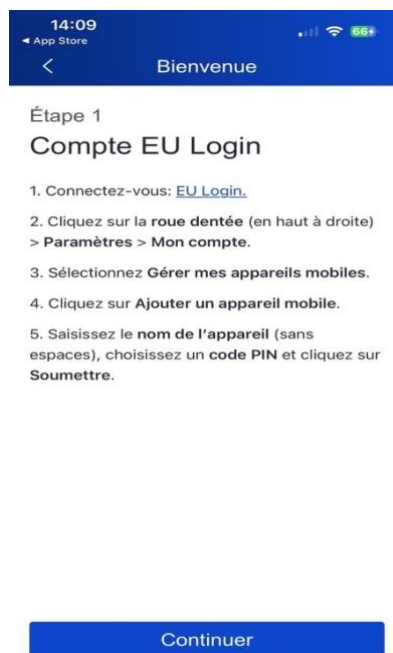 14:09
◄ App Store
66
Bienvenue
Étape 1
Compte EU Login
1. Connectez-vous: EU Login.
2. Cliquez sur la roue dentée (en haut à droite)
> Paramètres > Mon compte.
3. Sélectionnez Gérer mes appareils mobiles.
4. Cliquez sur Ajouter un appareil mobile.
5. Saisissez le nom de l'appareil (sans
espaces), choisissez un code PIN et cliquez sur
Soumettre.
Continuer